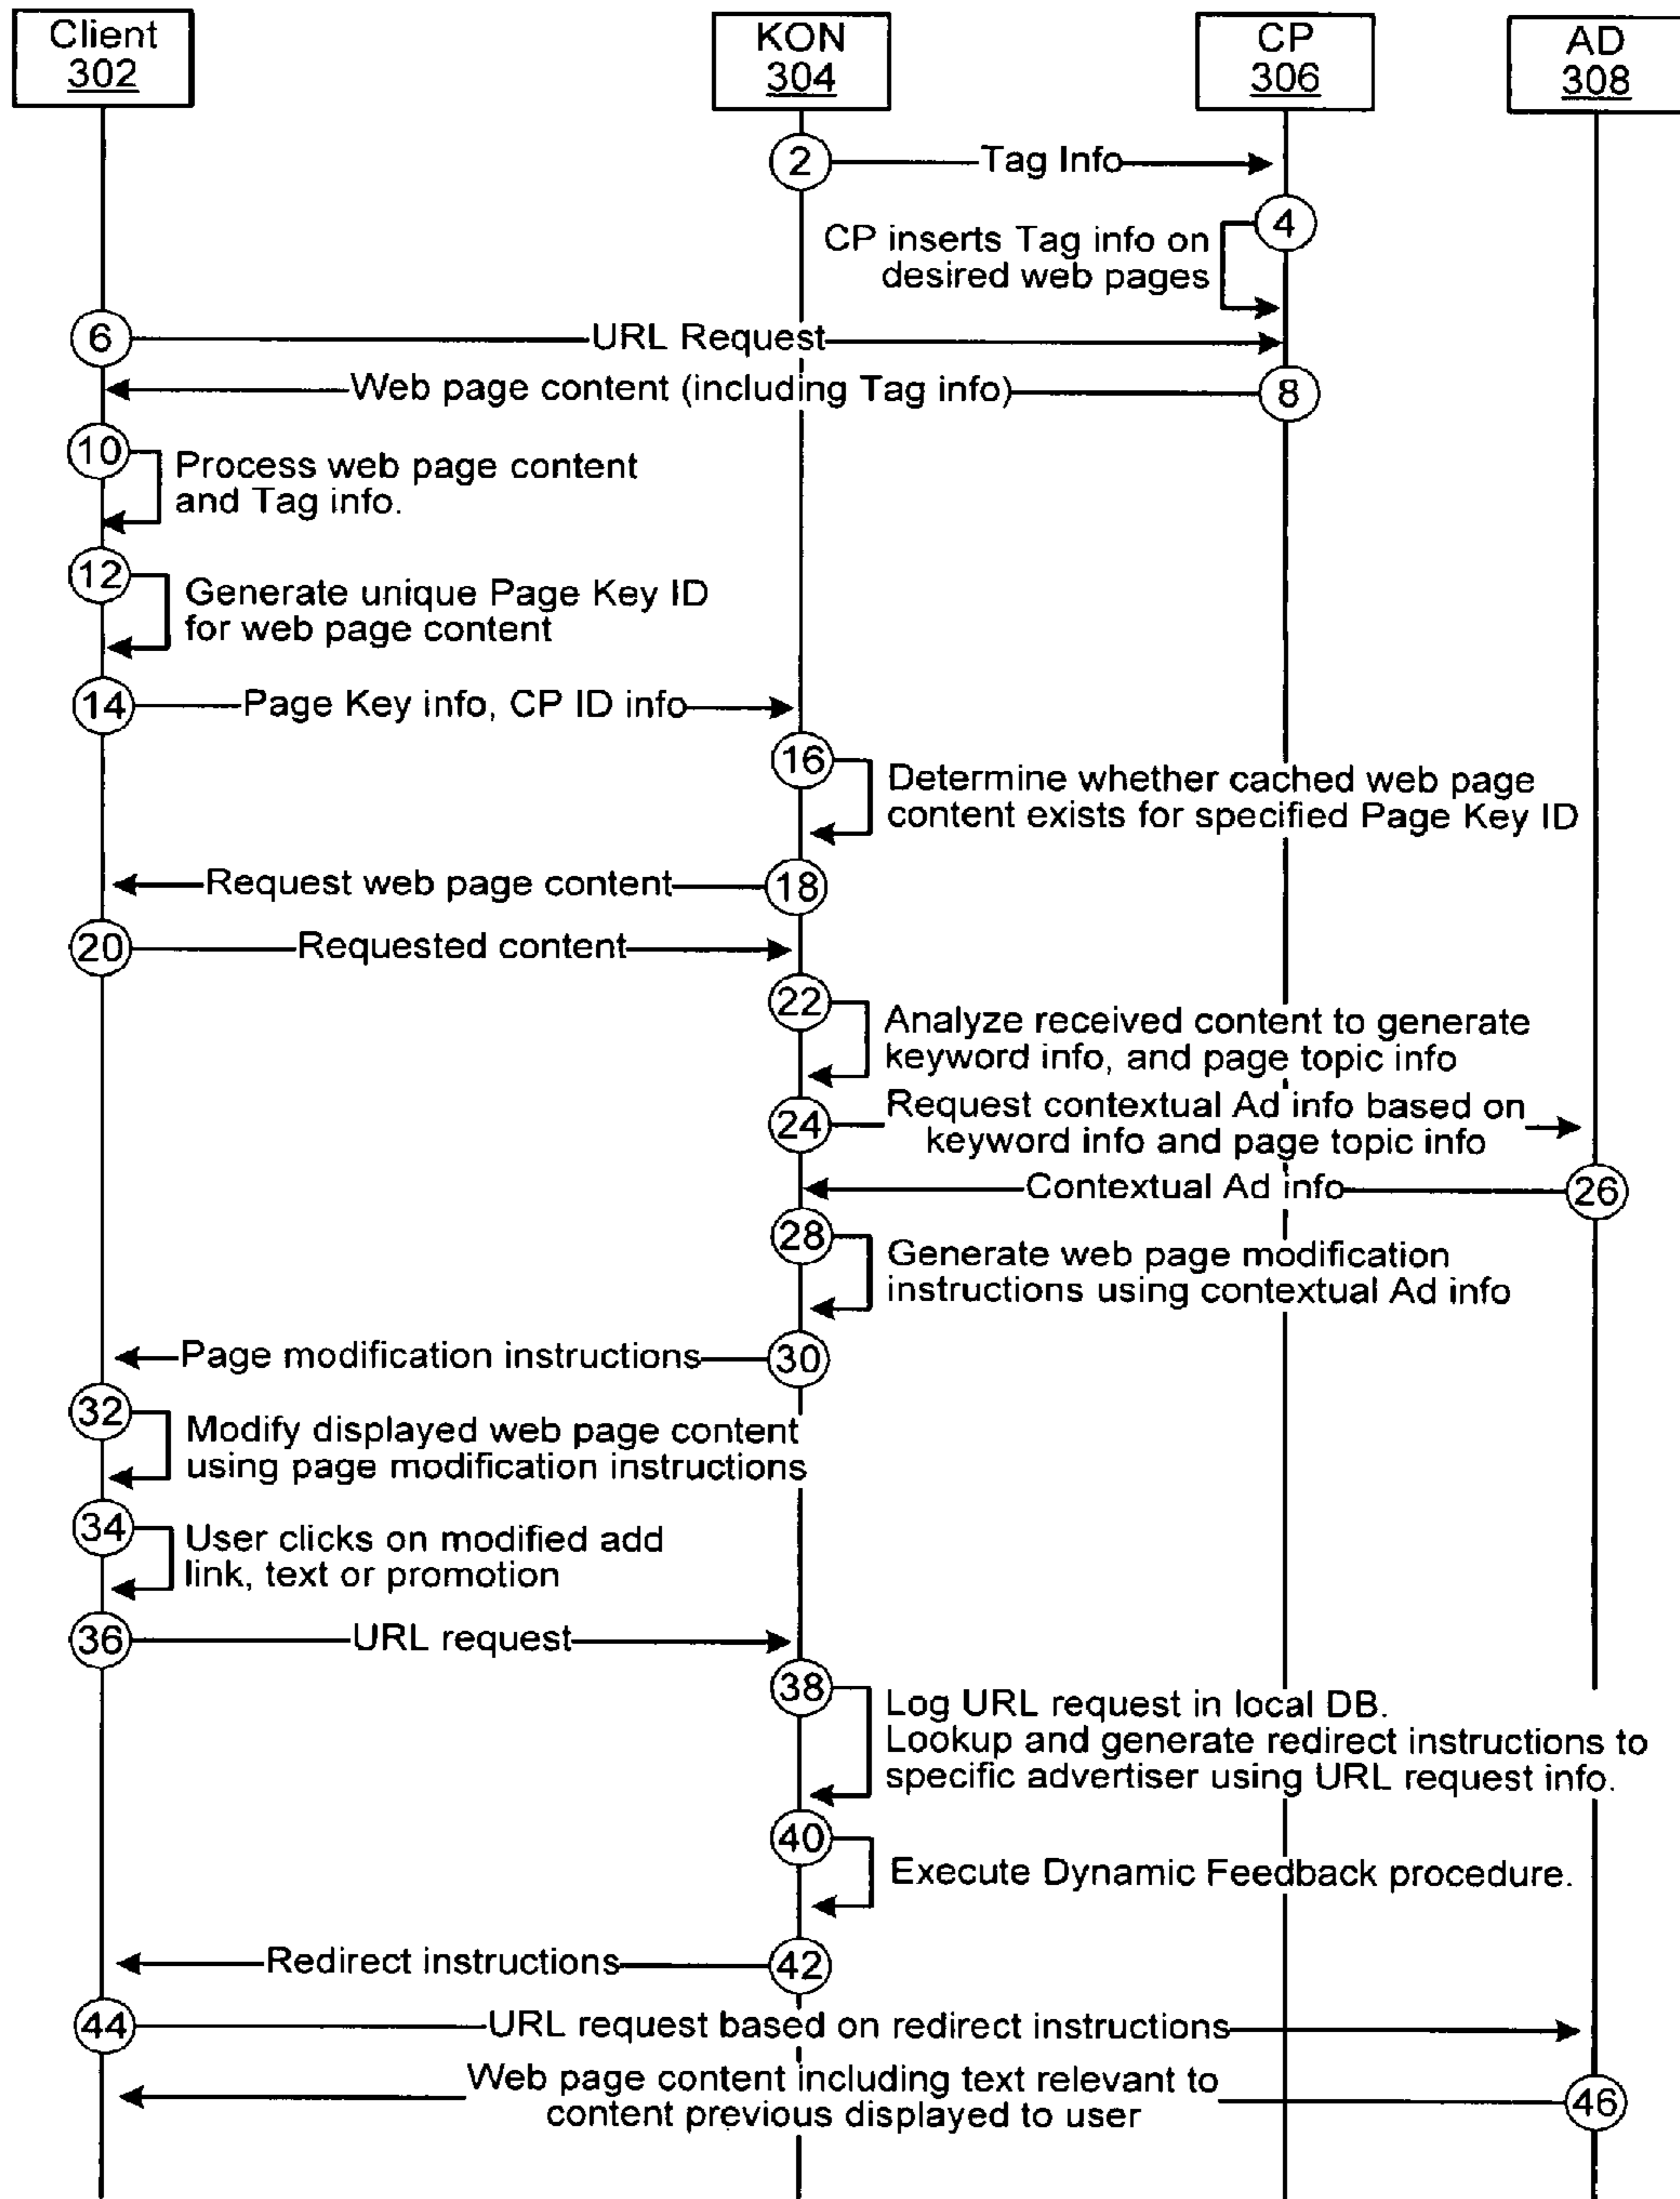 Client
302
KON
304
CP
306
AD
308
2
Tag Info
4
CP inserts Tag info on
desired web pages
6
URL Request
Web page content (including Tag info)
8
10
Process web page content
and Tag info.
12
Generate unique Page Key ID
for web page content
14
Page Key info, CP ID info
16
Determine whether cached web page
content exists for specified Page Key ID
Request web page content
18
20
Requested content
22
Analyze received content to generate
keyword info, and page topic info
24
Request contextual Ad info based on
keyword info and page topic info
Contextual Ad info
26
28
Generate web page modification
instructions using contextual Ad info
Page modification instructions
30
32
Modify displayed web page content
using page modification instructions
34
User clicks on modified add
link, text or promotion
36
URL request
38
Log URL request in local DB.
Lookup and generate redirect instructions to
specific advertiser using URL request info.
40
Execute Dynamic Feedback procedure.
Redirect instructions
42
44
URL request based on redirect instructions
Web page content including text relevant to
content previous displayed to user
46